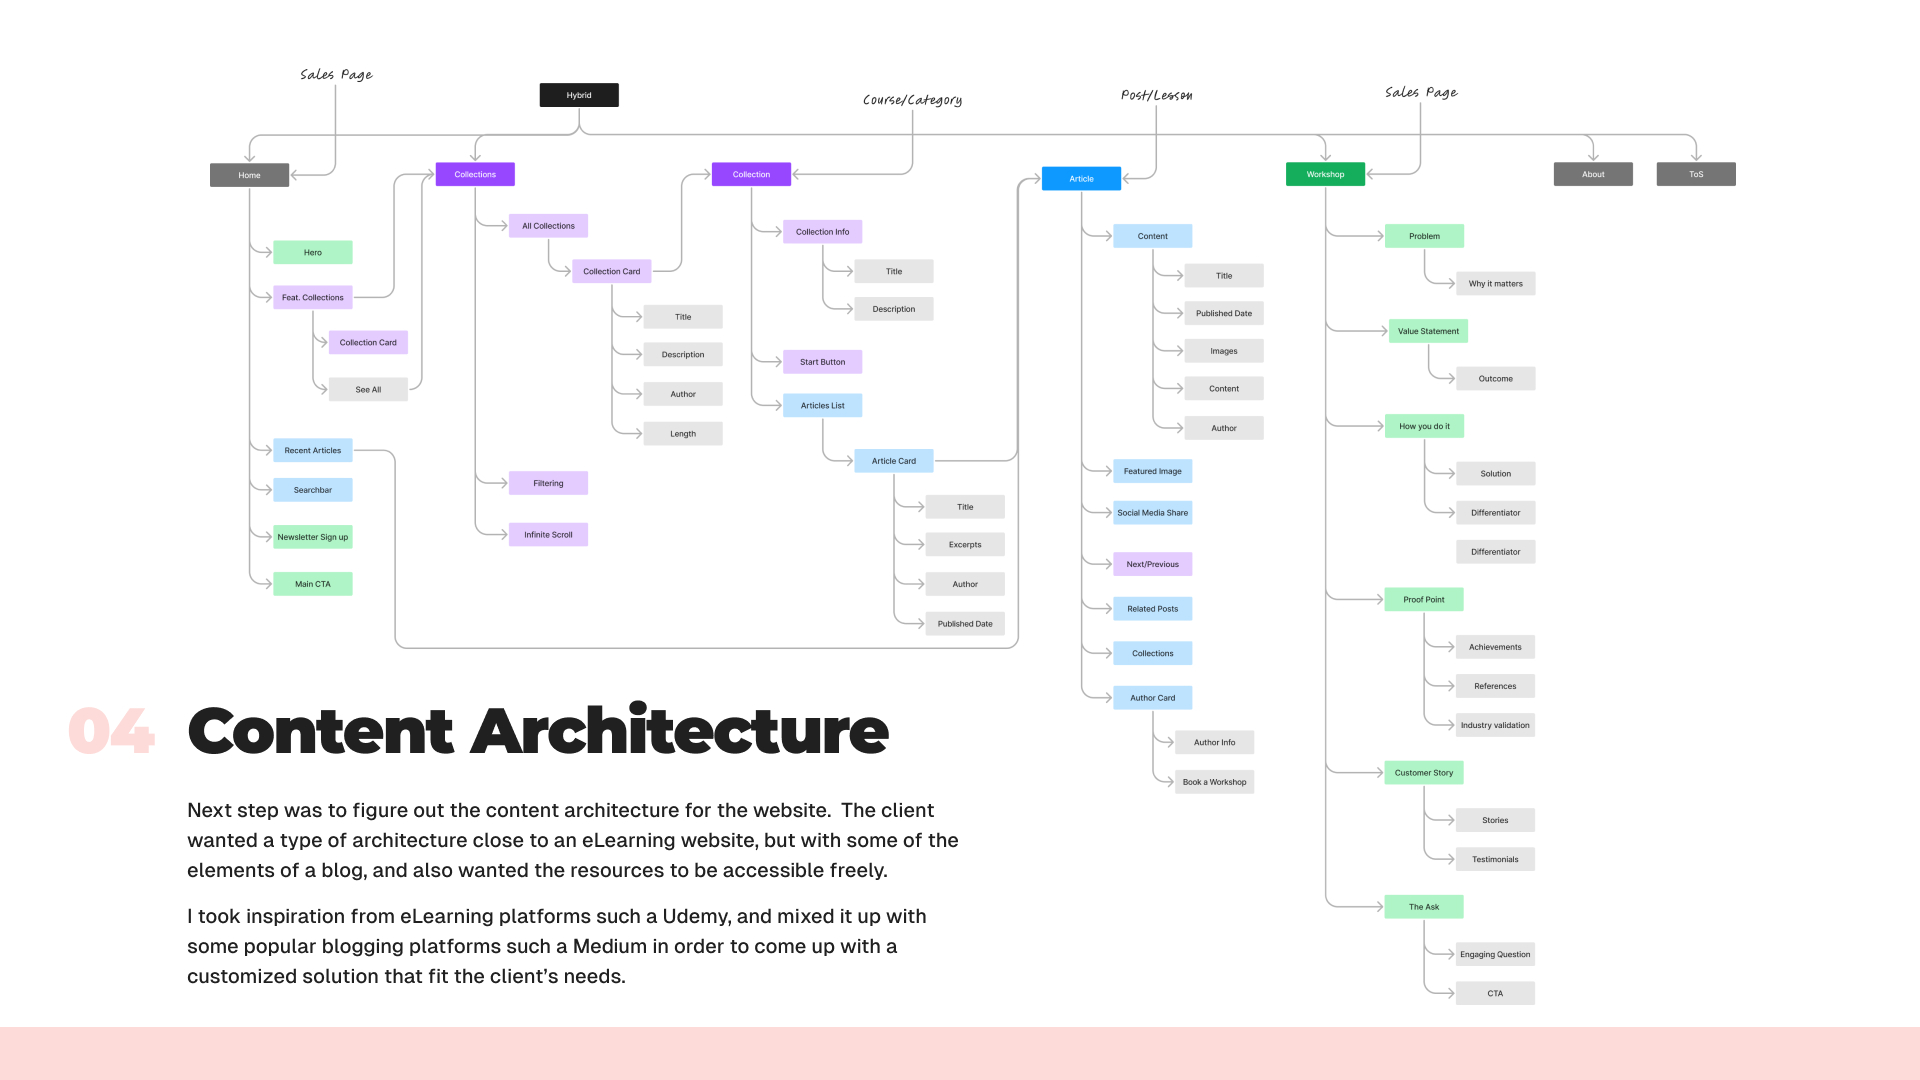 Sales Page
Hybrid
Course/Category
Post/Lesson
Sales Page
Home
Collections
Collection
Article
Workshop
About
ToS
Hero
Feat. Collections
Collection Card
See All
Recent Articles
Searchbar
Newsletter Sign up
Main CTA
All Collections
Collection Card
Title
Description
Author
Length
Filtering
Infinite Scroll
Collection Info
Title
Description
Start Button
Articles List
Article Card
Title
Excerpts
Author
Published Date
Content
Title
Published Date
Images
Content
Author
Featured Image
Social Media Share
Next/Previous
Related Posts
Collections
Author Card
Author Info
Book a Workshop
Problem
Why it matters
Value Statement
Outcome
How you do it
Solution
Differentiator
Differentiator
Proof Point
Achievements
References
Industry validation
Customer Story
Stories
Testimonials
The Ask
Engaging Question
CTA
04 Content Architecture
Next step was to figure out the content architecture for the website.  The client
wanted a type of architecture close to an eLearning website, but with some of the
elements of a blog, and also wanted the resources to be accessible freely.
I took inspiration from eLearning platforms such a Udemy, and mixed it up with
some popular blogging platforms such a Medium in order to come up with a
customized solution that fit the client’s needs.